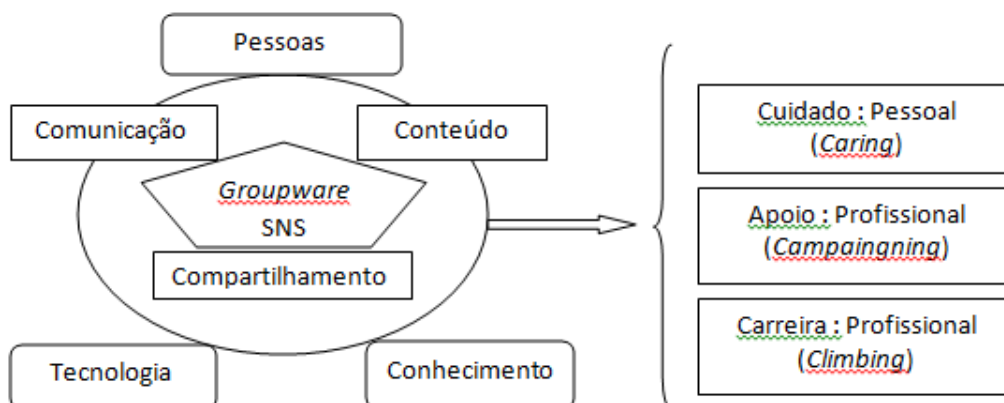 Pessoas
Comunicação
Conteúdo
Groupware
SNS
Compartilhamento
Tecnologia
Conhecimento
Cuidado : Pessoal
(Caring)
Apoio : Profissional
(Campaingning)
Carreira : Profissional
(Climbing)